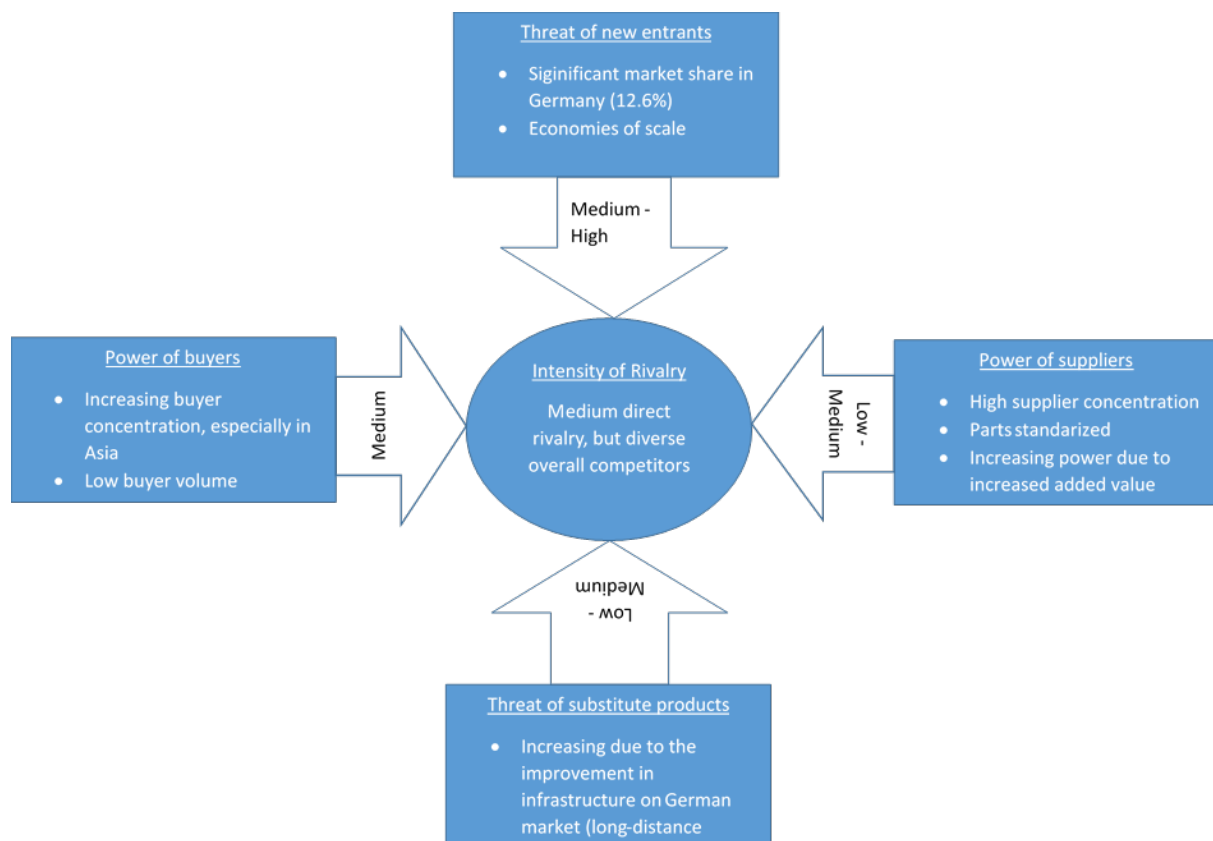 Threat of new entrants
• Siginificant market share in
Germany (12.6%)
• Economies of scale
Medium -
High
Power of buyers
• Increasing buyer
concentration, especially in
Asia
• Low buyer volume
Medium
Intensity of Rivalry
Medium direct
rivalry, but diverse
overall competitors
Low -
Medium
Power of suppliers
• High supplier concentration
• Parts standarized
• Increasing power due to
increased added value
Low -
Medium
Threat of substitute products
• Increasing due to the
improvement in
infrastructure on German
market (long-distance